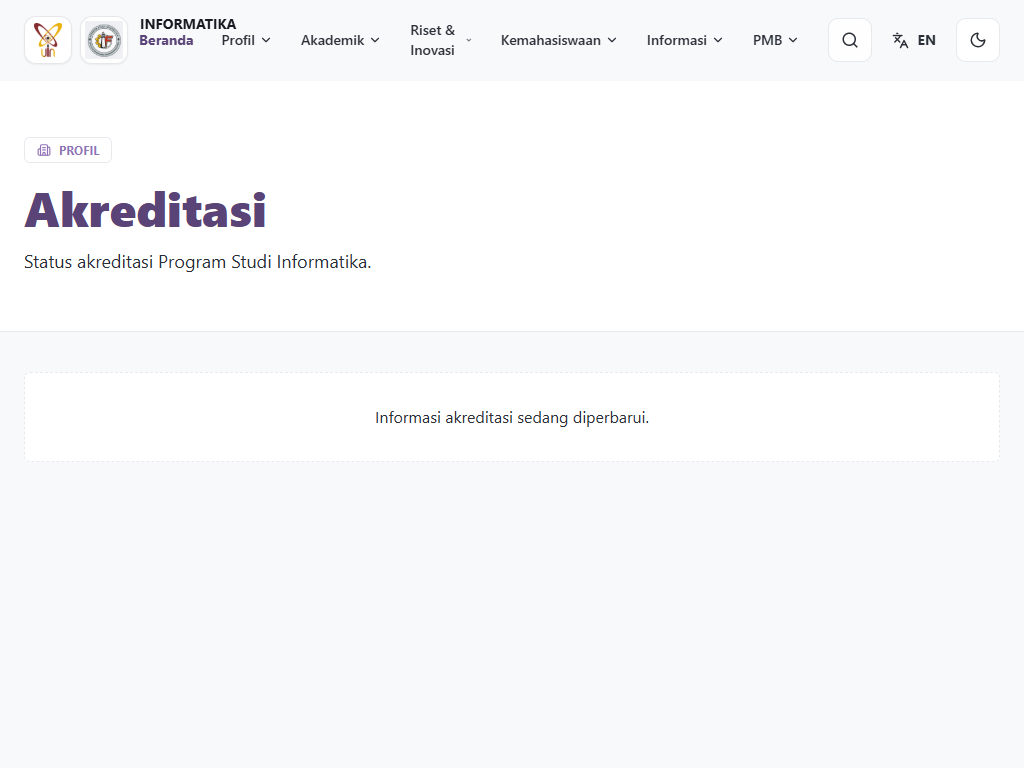 INFORMATIKA
Beranda
Profil
Akademik
Riset &
Inovasi
Kemahasiswaan
Informasi
PMB
EN
PROFIL
Akreditasi
Status akreditasi Program Studi Informatika.
Informasi akreditasi sedang diperbarui.